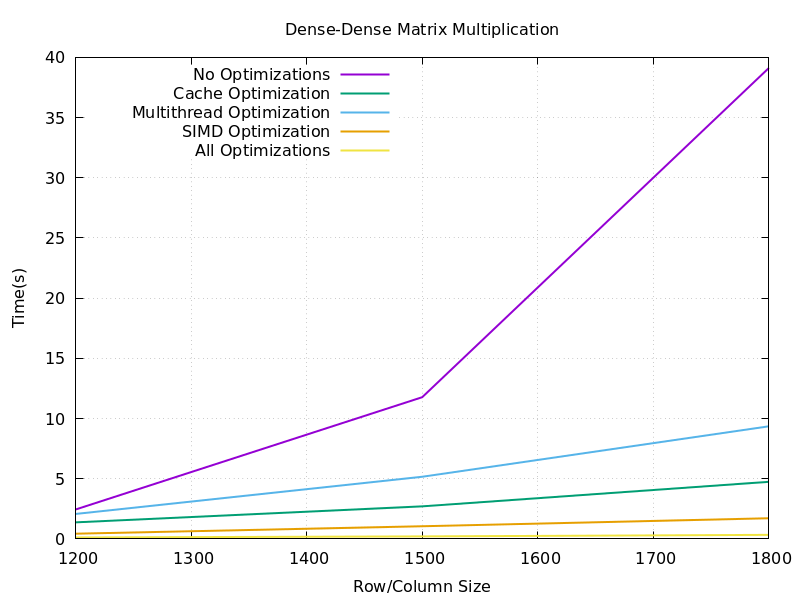 Dense-Dense Matrix Multiplication
No Optimizations
Cache Optimization
Multithread Optimization
SIMD Optimization
All Optimizations
40
35
30
25
20
15
10
5
0
Time(s)
1200 1300 1400 1500 1600 1700 1800
Row/Column Size